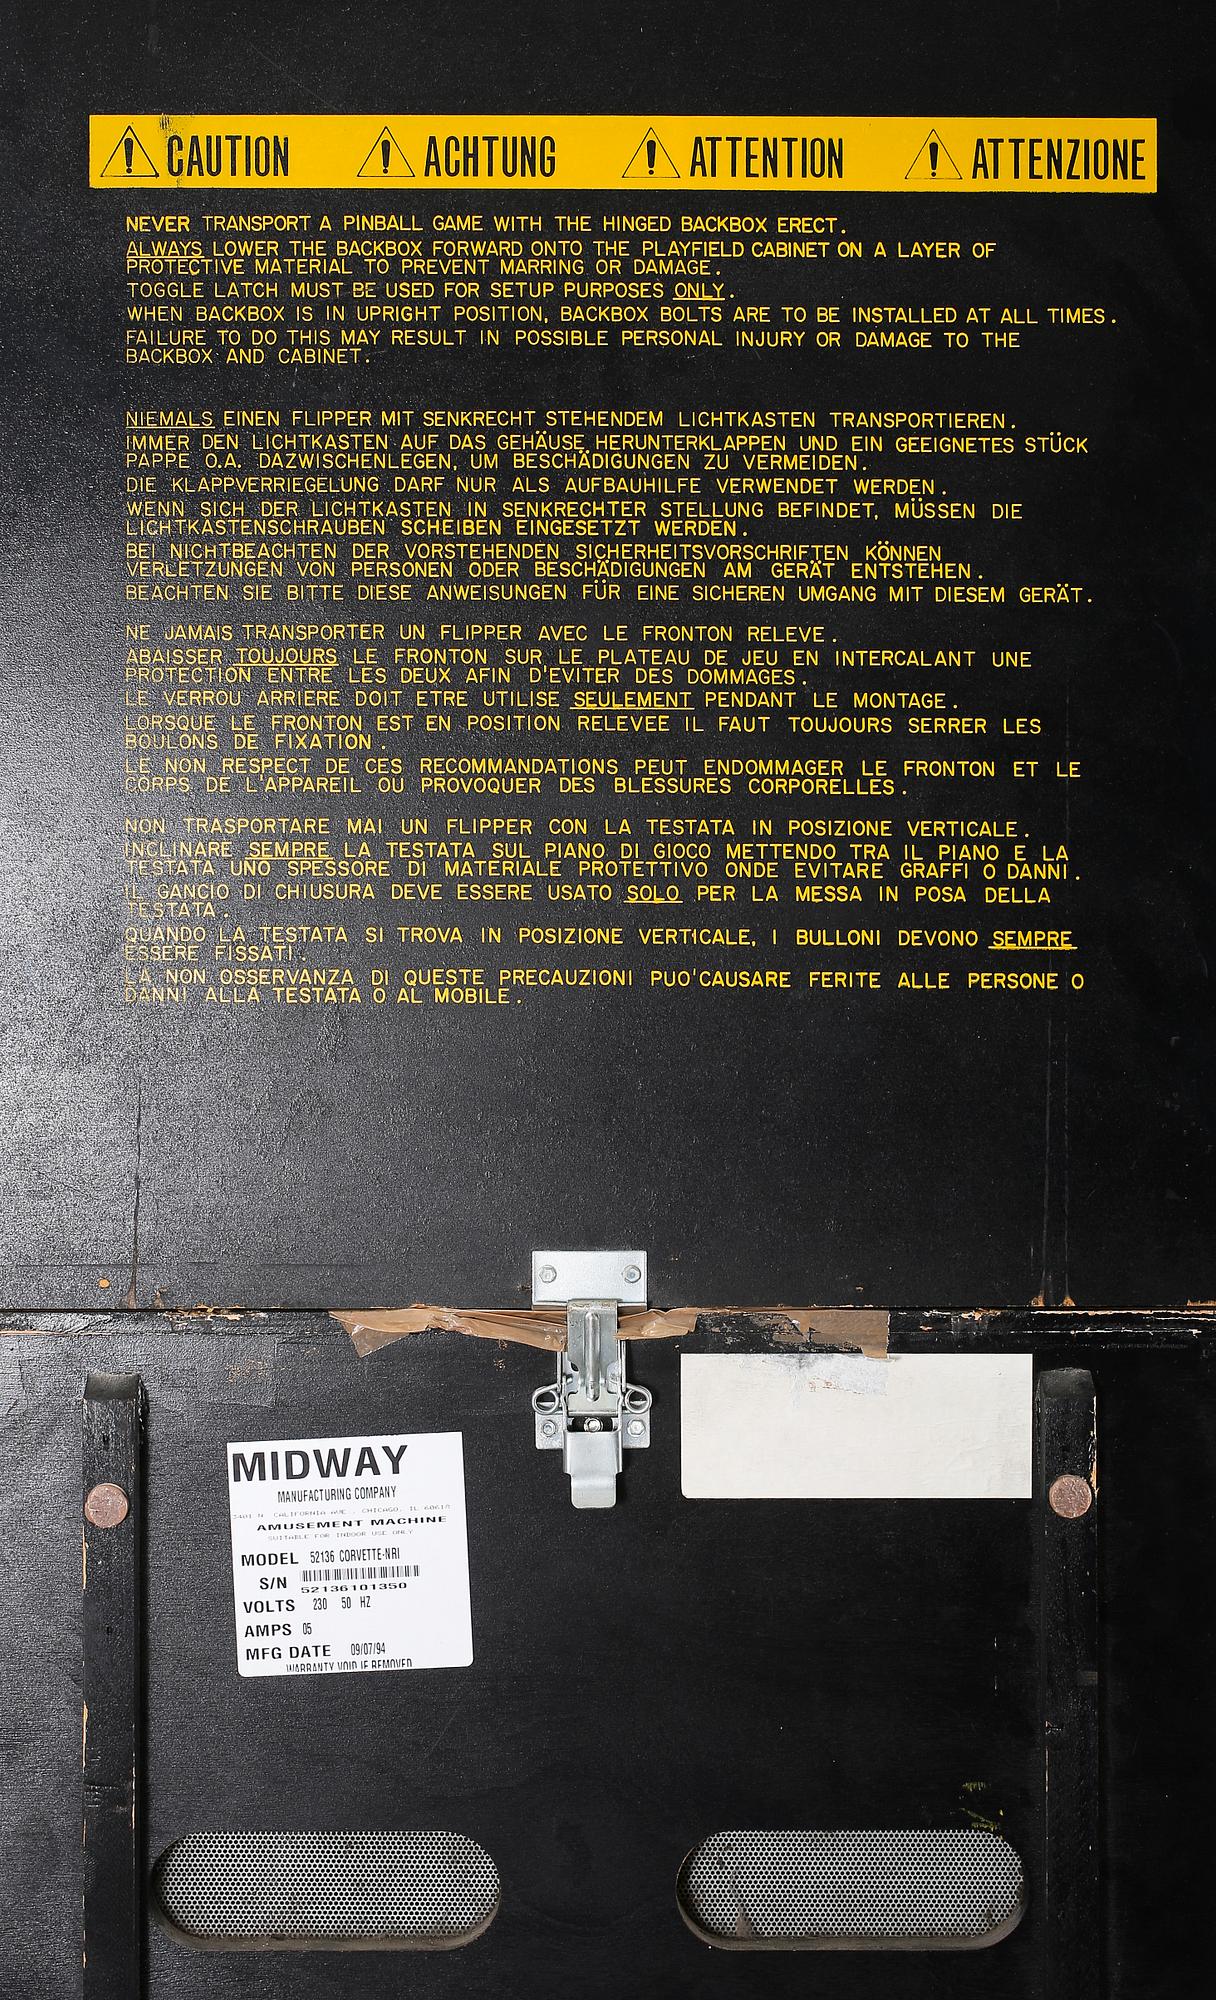 CAUTION ACHTUNG ATTENTION ATTENZIONE
NEVER TRANSPORT A PINBALL GAME WITH THE HINGED BACKBOX ERECT.
ALWAYS LOWER THE BACKBOX FORWARD ONTO THE PLAYFIELD CABINET ON A LAYER OF
PROTECTIVE MATERIAL TO PREVENT MARRING OR DAMAGE.
TOGGLE LATCH MUST BE USED FOR SETUP PURPOSES ONLY.
WHEN BACKBOX IS IN UPRIGHT POSITION, BACKBOX BOLTS ARE TO BE INSTALLED AT ALL TIMES.
FAILURE TO DO THIS MAY RESULT IN POSSIBLE PERSONAL INJURY OR DAMAGE TO THE
BACKBOX AND CABINET.
NIEMALS EINEN FLIPPER MIT SENKRECHT STEHENDEM LICHTKASTEN TRANSPORTIEREN.
IMMER DEN LICHTKASTEN AUF DAS GEHÄUSE HERUNTERKLAPPEN UND EIN GEEIGNETES STÜCK
PAPPE O.A. DAZWISCHENLEGEN, UM BESCHÄDIGUNGEN ZU VERMEIDEN.
DIE KLAPPVERRIEGELUNG DARF NUR ALS AUFBAUHILFE VERWENDET WERDEN.
WENN SICH DER LICHTKASTEN IN SENKRECHTER STELLUNG BEFINDET, MÜSSEN DIE
LICHTKASTENSCHRAUBEN SCHEIBEN EINGESETZT WERDEN.
BEI NICHTBEACHTEN DER VORSTEHENDEN SICHERHEITSVORSCHRIFTEN KÖNNEN
VERLETZUNGEN VON PERSONEN ODER BESCHÄDIGUNGEN AM GERÄT ENTSTEHEN.
BEACHTEN SIE BITTE DIESE ANWEISUNGEN FÜR EINE SICHEREN UMGANG MIT DIESEM GERÄT.
NE JAMAIS TRANSPORTER UN FLIPPER AVEC LE FRONTON RELEVE.
ABAISSER TOUJOURS LE FRONTON SUR LE PLATEAU DE JEU EN INTERCALANT UNE
PROTECTION ENTRE LES DEUX AFIN D'EVITER DES DOMMAGES.
LE VERROU ARRIERE DOIT ETRE UTILISE SEULEMENT PENDANT LE MONTAGE.
LORSQUE LE FRONTON EST EN POSITION RELEVEE IL FAUT TOUJOURS SERRER LES
BOULONS DE FIXATION.
LE NON RESPECT DE CES RECOMMANDATIONS PEUT ENDOMMAGER LE FRONTON ET LE
CORPS DE L'APPAREIL OU PROVOQUER DES BLESSURES CORPORELLES.
NON TRASPORTARE MAI UN FLIPPER CON LA TESTATA IN POSIZIONE VERTICALE.
INCLINARE SEMPRE LA TESTATA SUL PIANO DI GIOCO METTENDO TRA IL PIANO E LA
TESTATA UNO SPESSORE DI MATERIALE PROTETTIVO ONDE EVITARE GRAFFI O DANNI.
IL GANCIO DI CHIUSURA DEVE ESSERE USATO SOLO PER LA MESSA IN POSA DELLA
TESTATA.
QUANDO LA TESTATA SI TROVA IN POSIZIONE VERTICALE, I BULLONI DEVONO SEMPRE
ESSERE FISSATI.
LA NON OSSERVANZA DI QUESTE PRECAUZIONI PUO'CAUSARE FERITE ALLE PERSONE O
DANNI ALLA TESTATA O AL MOBILE.
MIDWAY
MANUFACTURING COMPANY
3401 N. CALIFORNIA AVE., CHICAGO, IL 60618
AMUSEMENT MACHINE
SUITABLE FOR INDOOR USE ONLY
MODEL 52136 CORVETTE-NRI
S/N 52136101350
VOLTS 230 50 HZ
AMPS 05
MFG DATE 09/07/94
WARRANTY VOID IF REMOVED